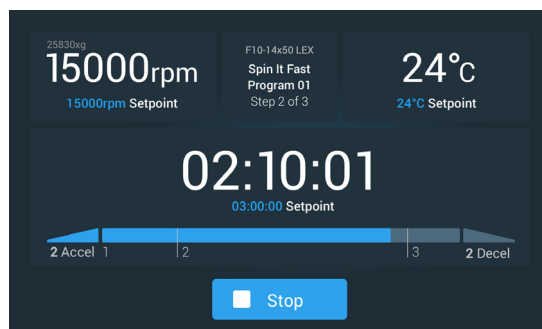 25830xg
15000rpm
15000rpm Setpoint
F10-14x50 LEX
Spin It Fast
Program 01
Step 2 of 3
24°C
24°C Setpoint
02:10:01
03:00:00 Setpoint
2 Accel 1 2 3 2 Decel
Stop